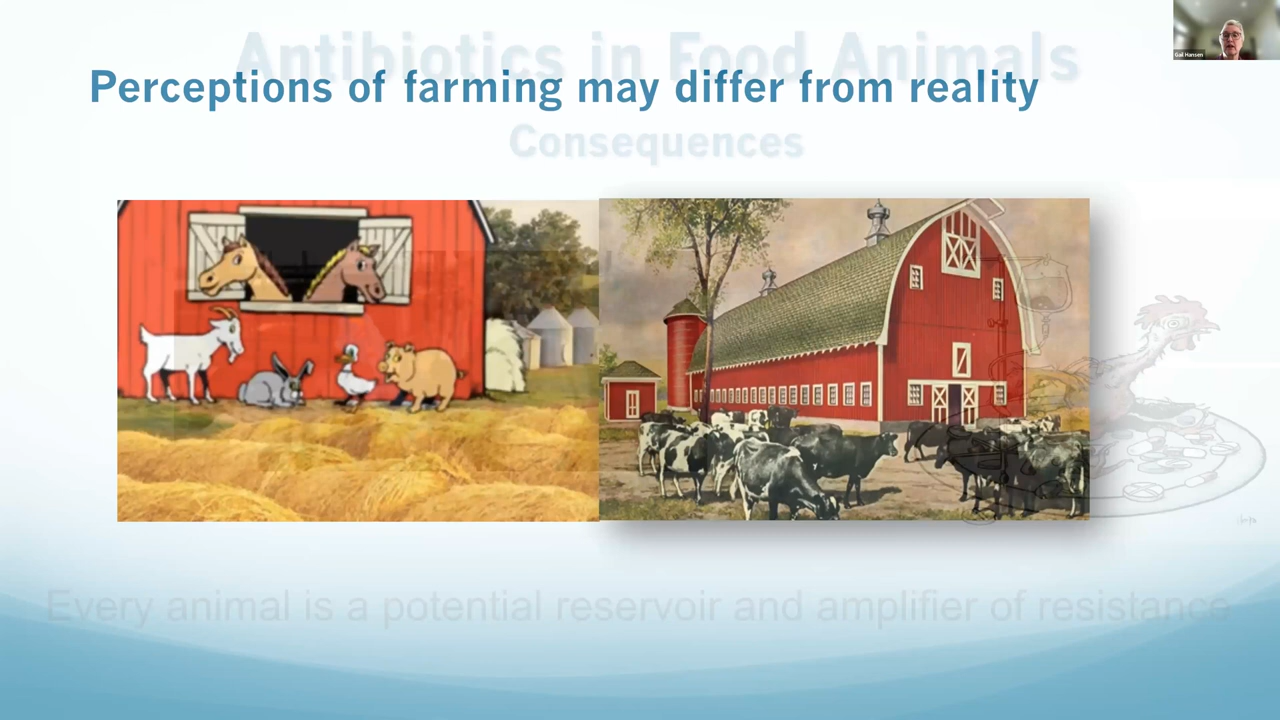 Antibiotics in Food Animals
Perceptions of farming may differ from reality
Consequences
Every animal is a potential reservoir and amplifier of resistance
Gail Hansen